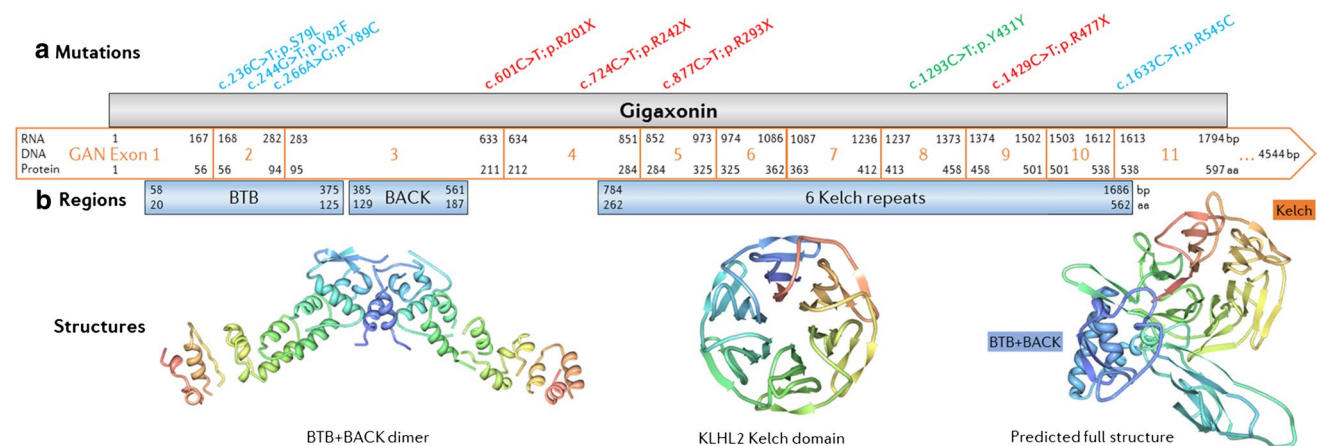 a Mutations
c.236C>T;p.S79L
c.244G>T;p.V82F
c.266A>G;p.Y89C
c.601C>T;p.R201X
c.724C>T;p.R242X
c.877C>T;p.R293X
c.1293C>T;p.Y431Y
c.1429C>T;p.R477X
c.1633C>T;p.R545C
Gigaxonin
RNA 1 167 168 282 283 633 634 851 852 973 974 1086 1087 1236 1237 1373 1374 1502 1503 1612 1613 1794 bp
DNA GAN Exon 1 2 3 4 5 6 7 8 9 10 11 ... 4544 bp
Protein 1 56 56 94 95 211 212 284 284 325 325 362 363 412 413 458 458 501 501 538 538 597 aa
b Regions
58 375 385 561 784 1686 bp
BTB BACK 6 Kelch repeats
20 125 129 187 262 562 aa
Kelch
Structures
BTB+BACK
BTB+BACK dimer
KLHL2 Kelch domain
Predicted full structure